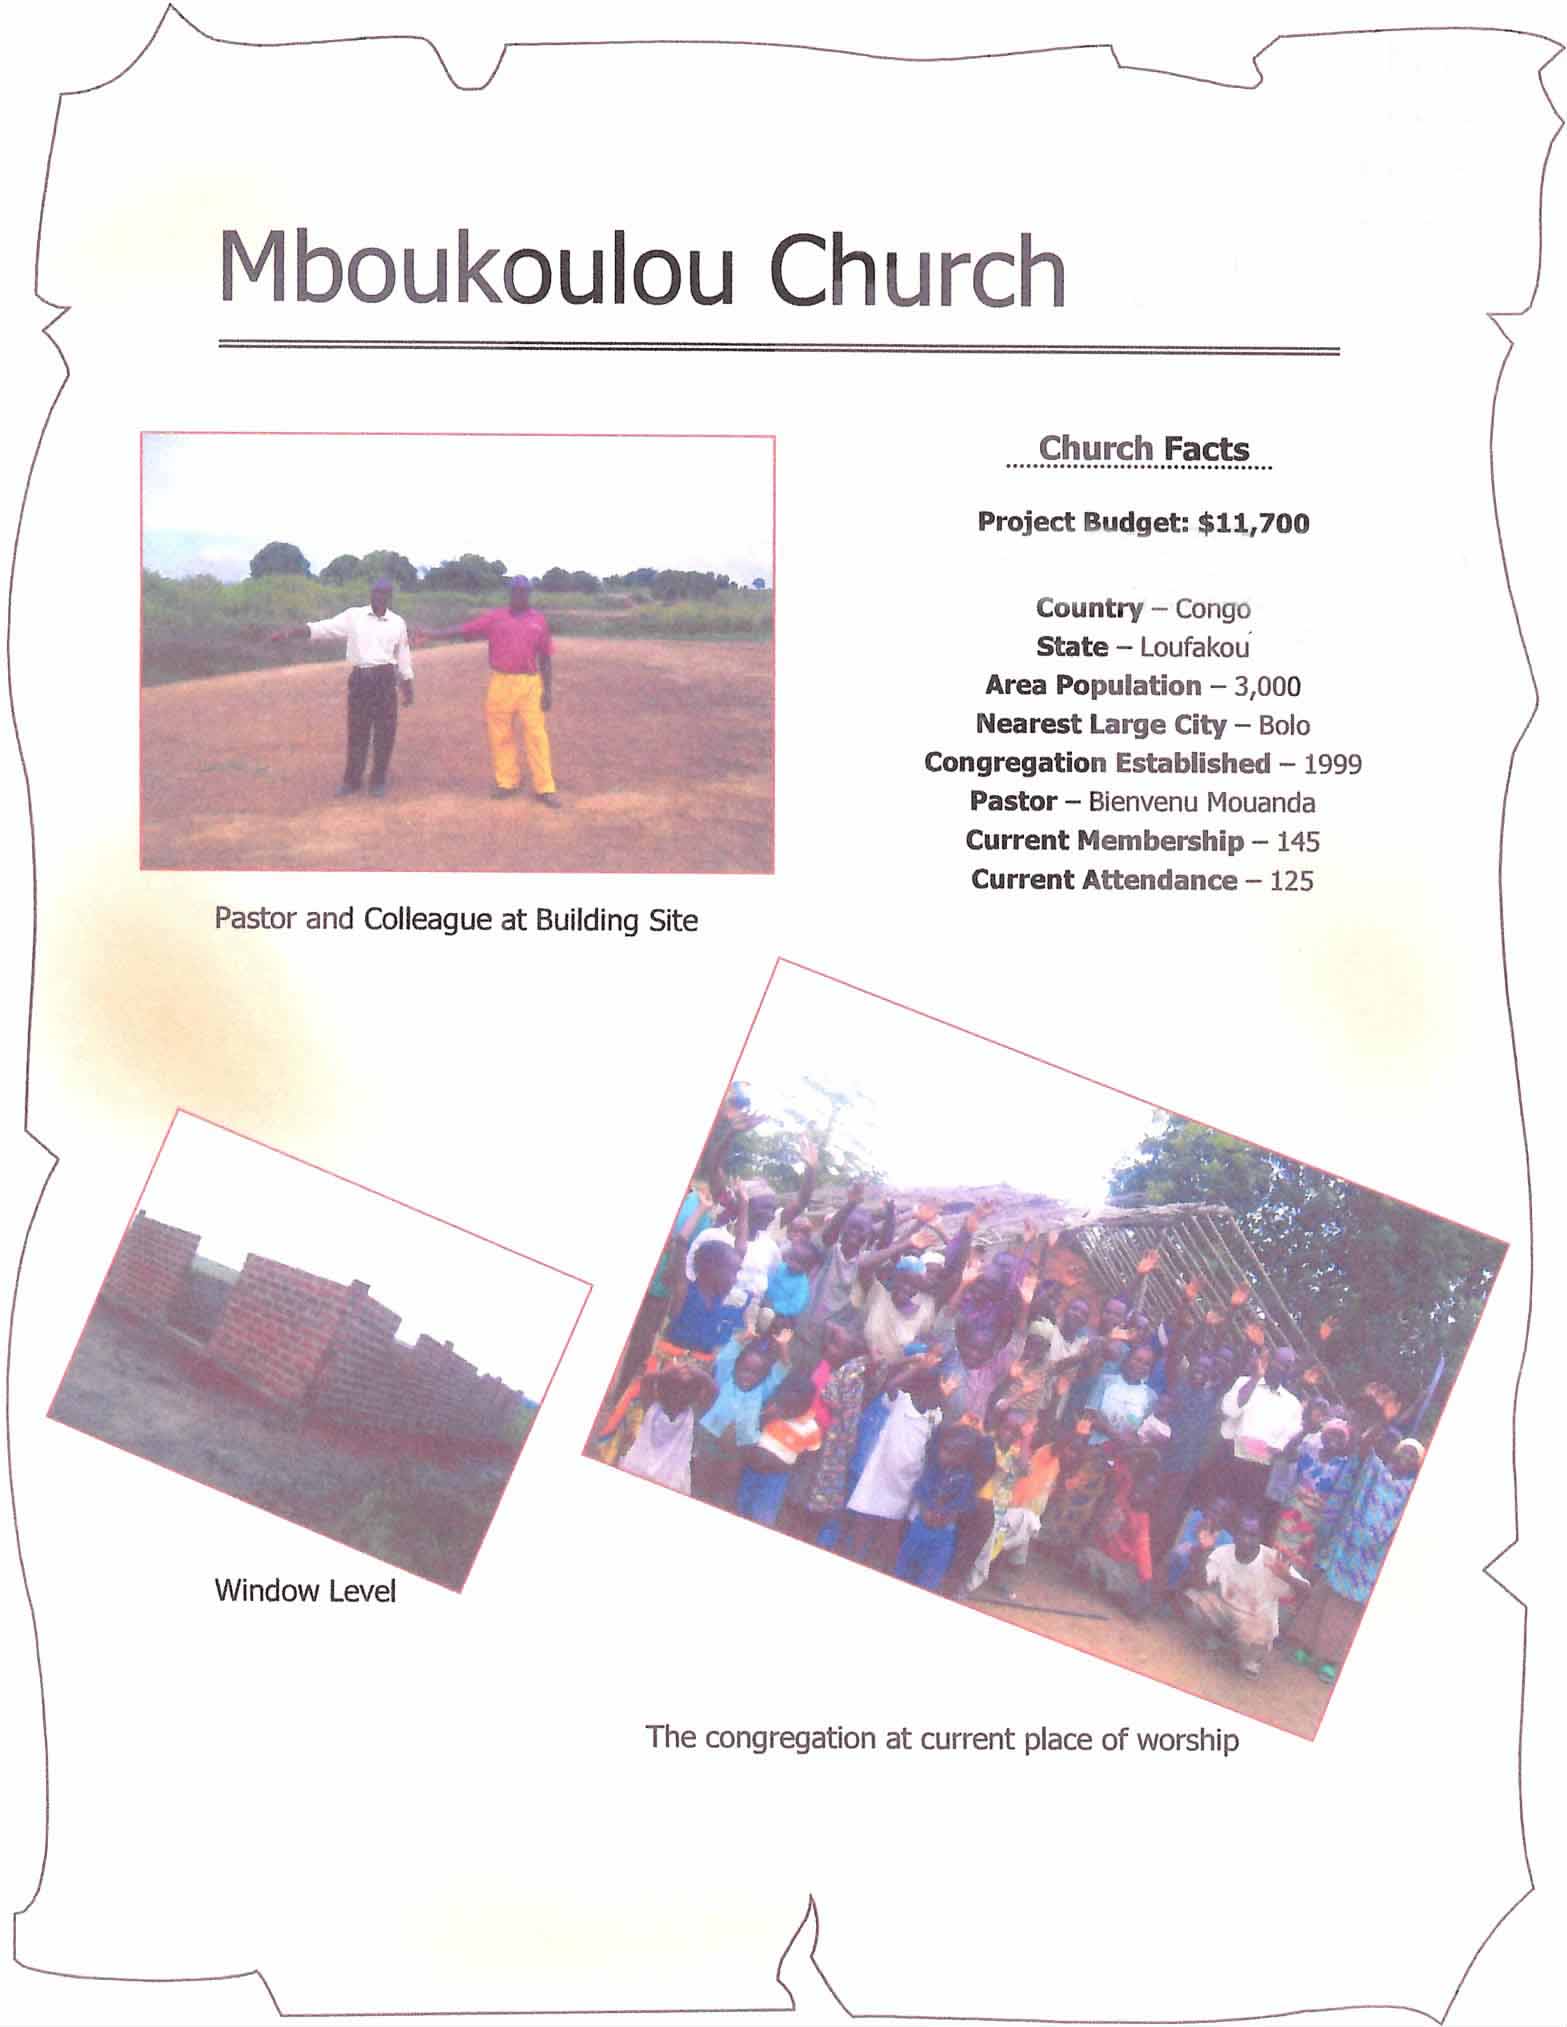 Mboukoulou Church
Church Facts
Project Budget: $11,700
Country – Congo
State – Loufakou
Area Population – 3,000
Nearest Large City – Bolo
Congregation Established – 1999
Pastor – Bienvenu Mouanda
Current Membership – 145
Current Attendance – 125
Pastor and Colleague at Building Site
Window Level
The congregation at current place of worship